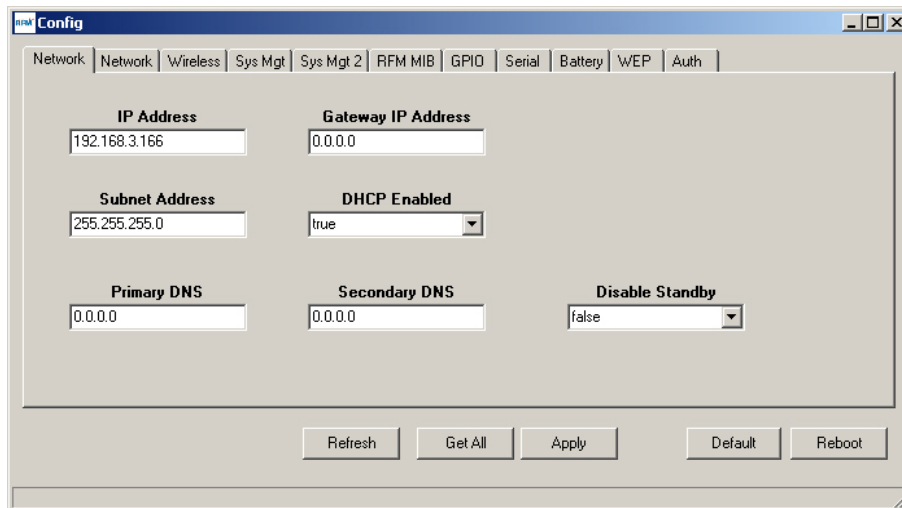 RFM Config
Network Network Wireless Sys Mgt Sys Mgt 2 RFM MIB GPIO Serial Battery WEP Auth
IP Address Gateway IP Address
192.168.3.166 0.0.0.0
Subnet Address DHCP Enabled
255.255.255.0 true
Primary DNS Secondary DNS Disable Standby
0.0.0.0 0.0.0.0 false
Refresh Get All Apply Default Reboot